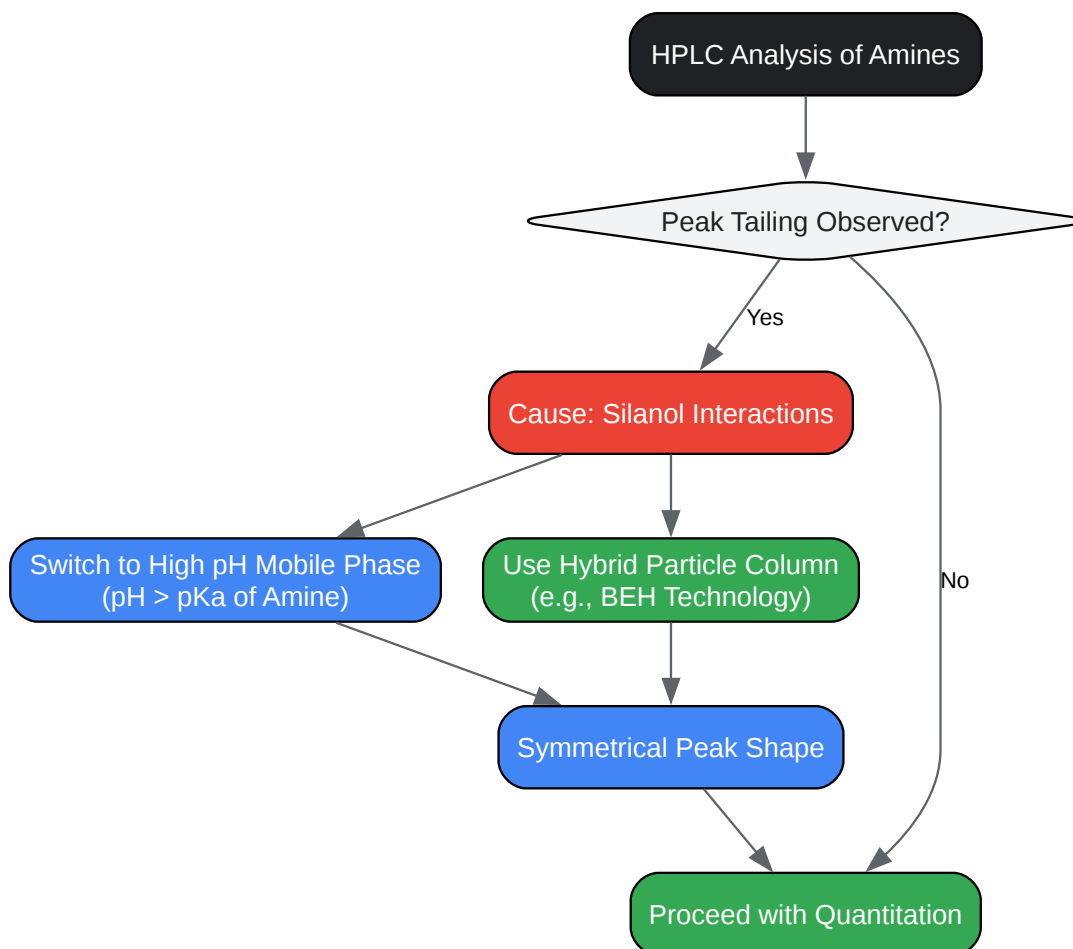 HPLC Analysis of Amines
Peak Tailing Observed?
Yes
Cause: Silanol Interactions
Switch to High pH Mobile Phase
(pH > pKa of Amine)
Use Hybrid Particle Column
(e.g., BEH Technology)
No
Symmetrical Peak Shape
Proceed with Quantitation